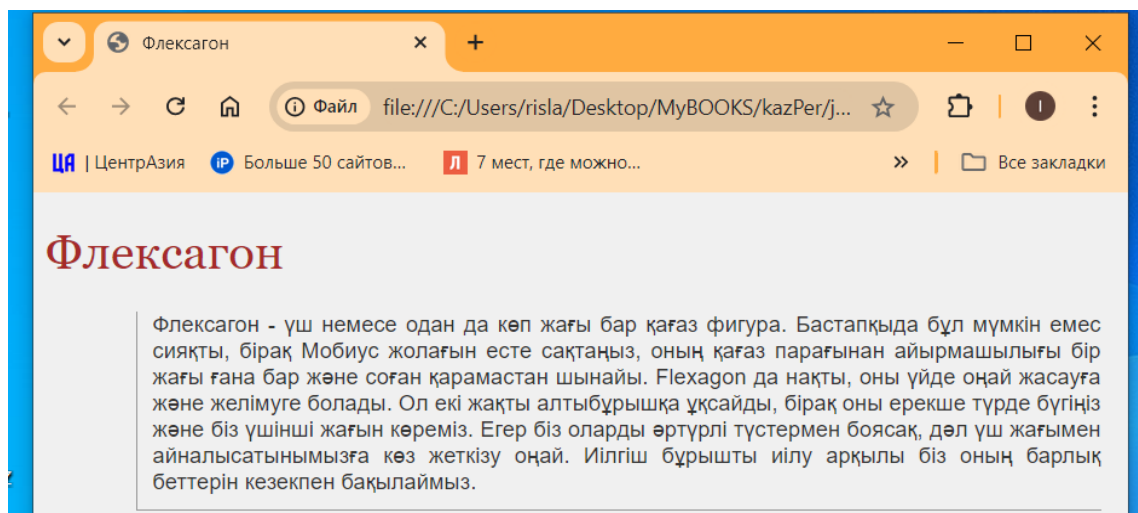 Флексагон
Файл file:///C:/Users/risla/Desktop/MyBOOKS/kazPer/j...
ЦА | ЦентрАзия iP Больше 50 сайтов... Л 7 мест, где можно... » Все закладки
Флексагон
Флексагон - үш немесе одан да көп жағы бар қағаз фигура. Бастапқыда бұл мүмкін емес
сияқты, бірақ Мобиус жолағын есте сақтаңыз, оның қағаз парағынан айырмашылығы бір
жағы ғана бар және соған қарамастан шынайы. Flexagon да нақты, оны үйде оңай жасауға
және желімуге болады. Ол екі жақты алтыбұрышқа ұқсайды, бірақ оны ерекше түрде бүгіңіз
және біз үшінші жағын көреміз. Егер біз оларды әртүрлі түстермен боясақ, дәл үш жағымен
айналысатынымызға көз жеткізу оңай. Иілгіш бұрышты иілу арқылы біз оның барлық
беттерін кезекпен бақылаймыз.